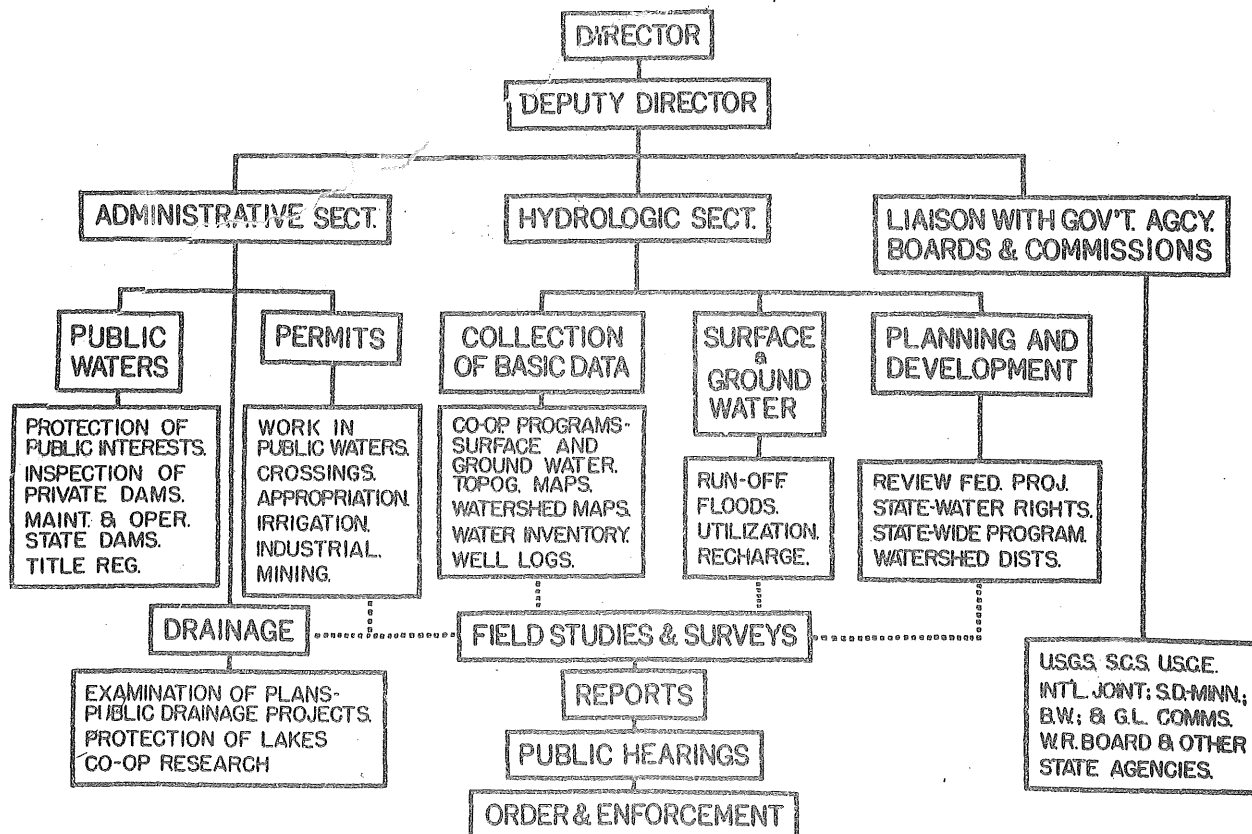 DIRECTOR
DEPUTY DIRECTOR
ADMINISTRATIVE SECT.
HYDROLOGIC SECT.
LIAISON WITH GOV'T. AGCY.
BOARDS & COMMISSIONS
PUBLIC
WATERS
PERMITS
COLLECTION
OF BASIC DATA
SURFACE
&
GROUND
WATER
PLANNING AND
DEVELOPMENT
PROTECTION OF
PUBLIC INTERESTS.
INSPECTION OF
PRIVATE DAMS.
MAINT. & OPER.
STATE DAMS.
TITLE REG.
WORK IN
PUBLIC WATERS.
CROSSINGS.
APPROPRIATION.
IRRIGATION.
INDUSTRIAL.
MINING.
CO-OP PROGRAMS-
SURFACE AND
GROUND WATER.
TOPOG. MAPS.
WATERSHED MAPS.
WATER INVENTORY.
WELL LOGS.
RUN-OFF
FLOODS.
UTILIZATION.
RECHARGE.
REVIEW FED. PROJ.
STATE-WATER RIGHTS.
STATE-WIDE PROGRAM.
WATERSHED DISTS.
DRAINAGE
FIELD STUDIES & SURVEYS
EXAMINATION OF PLANS-
PUBLIC DRAINAGE PROJECTS.
PROTECTION OF LAKES
CO-OP RESEARCH
REPORTS
PUBLIC HEARINGS
ORDER & ENFORCEMENT
U.S.G.S. S.C.S. U.S.C.E.
INT'L. JOINT; S.D.-MINN.;
B.W.; & G.L. COMMS.
W.R. BOARD & OTHER
STATE AGENCIES.